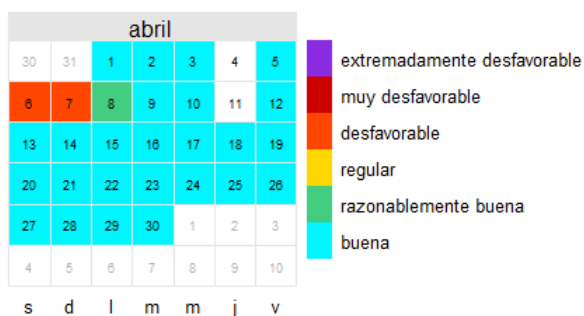 abril
30 31 1 2 3 4 5
6 7 8 9 10 11 12
13 14 15 16 17 18 19
20 21 22 23 24 25 26
27 28 29 30 1 2 3
4 5 6 7 8 9 10
s d l m m j v
extremadamente desfavorable
muy desfavorable
desfavorable
regular
razonablemente buena
buena